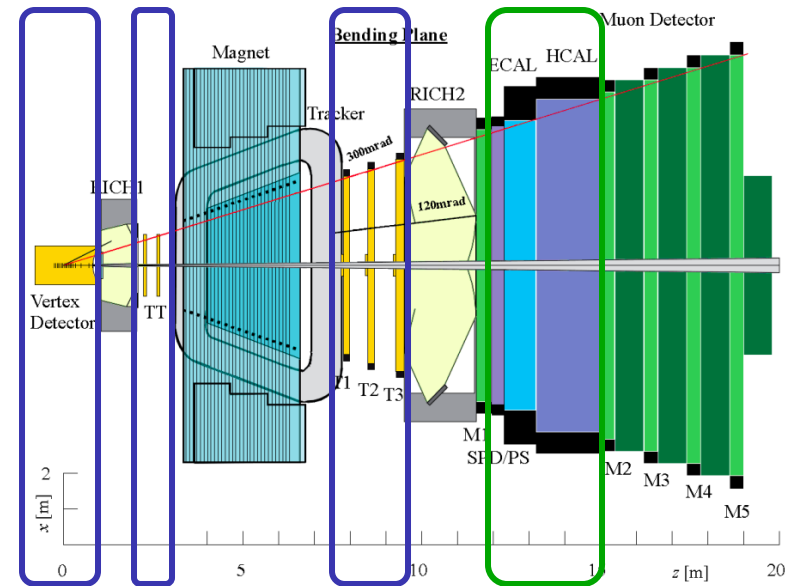 Muon Detector
Bending Plane
Magnet
ECAL
HCAL
RICH2
Tracker
300mrad
RICH1
120mrad
Vertex
Detector
TT
T1
T2
T3
M1
SPD/PS
M2
M3
M4
M5
2
x [m]
0
5
10
z [m]
20